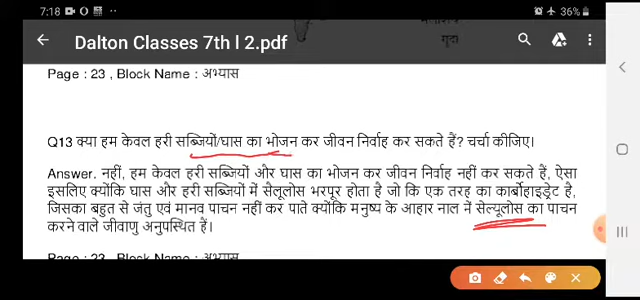 7:18
36%
Dalton Classes 7th l 2.pdf
गुदा
Page : 23 , Block Name : अभ्यास
Q13 क्या हम केवल हरी सब्जियों/घास का भोजन कर जीवन निर्वाह कर सकते हैं? चर्चा कीजिए।
Answer. नहीं, हम केवल हरी सब्जियों और घास का भोजन कर जीवन निर्वाह नहीं कर सकते हैं, ऐसा
इसलिए क्योंकि घास और हरी सब्जियों में सैलूलोस भरपूर होता है जो कि एक तरह का कार्बोहाइड्रेट है,
जिसका बहुत से जंतु एवं मानव पाचन नहीं कर पाते क्योंकि मनुष्य के आहार नाल में सेल्यूलोस का पाचन
करने वाले जीवाणु अनुपस्थित हैं।
Page : 23 , Block Name : अभ्यास